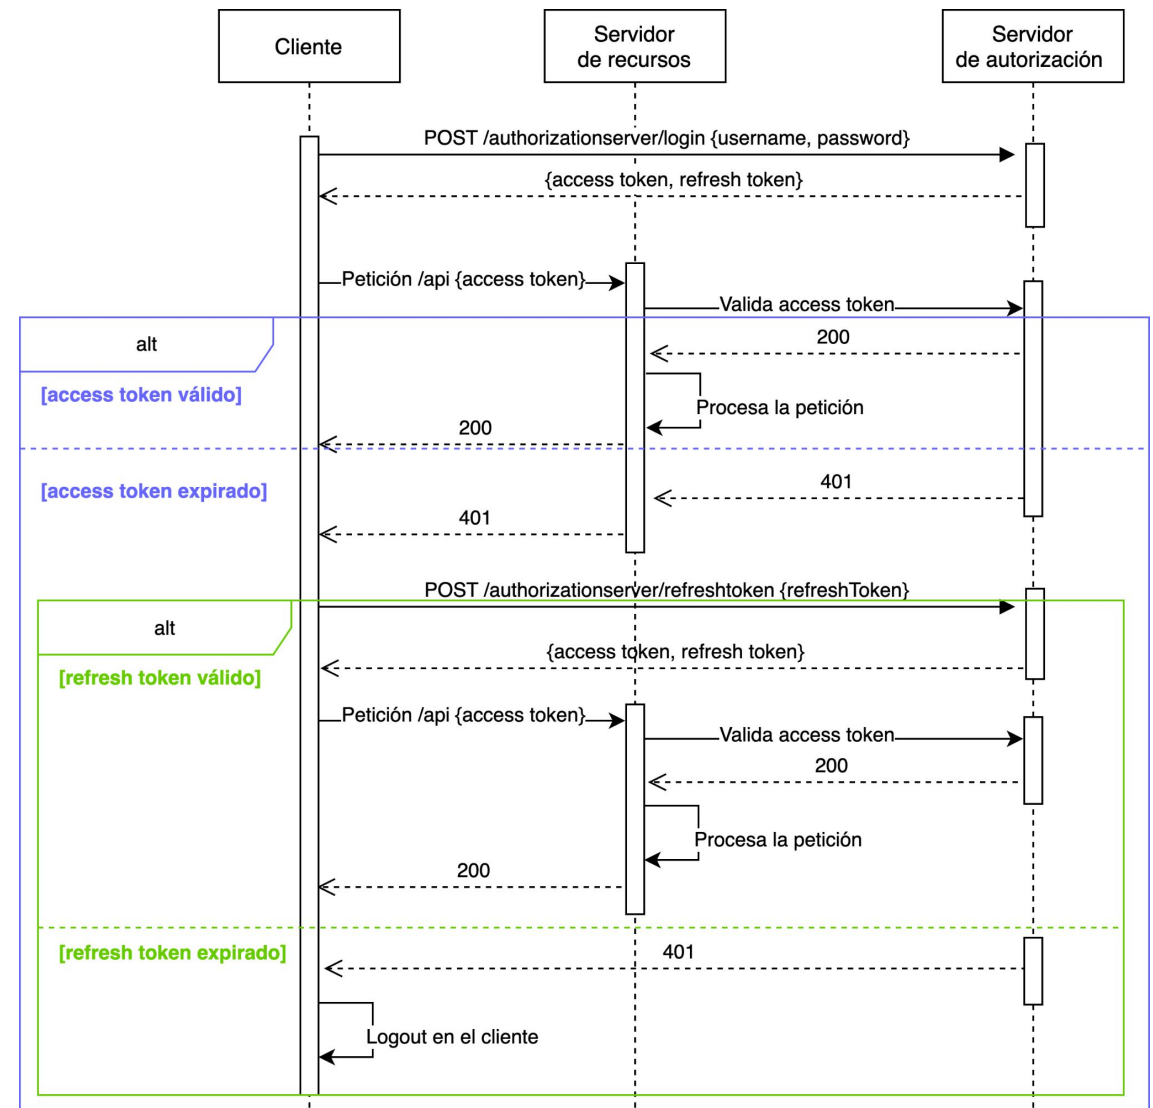 Cliente
Servidor
de recursos
Servidor
de autorización
POST /authorizationserver/login {username, password}
{access token, refresh token}
Petición /api {access token}
Valida access token
alt
200
[access token válido]
Procesa la petición
200
[access token expirado]
401
401
POST /authorizationserver/refreshtoken {refreshToken}
alt
{access token, refresh token}
[refresh token válido]
Petición /api {access token}
Valida access token
200
Procesa la petición
200
[refresh token expirado]
401
Logout en el cliente